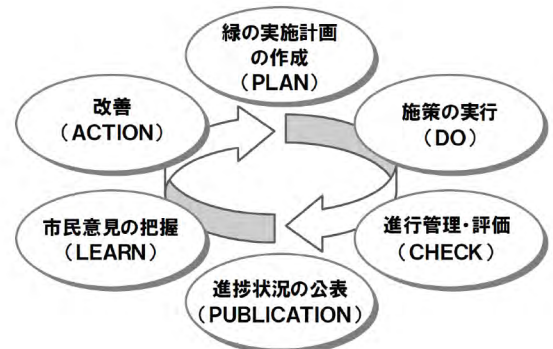 緑の実施計画
の作成
(PLAN)
施策の実行
(DO)
進行管理・評価
(CHECK)
進捗状況の公表
(PUBLICATION)
市民意見の把握
(LEARN)
改善
(ACTION)